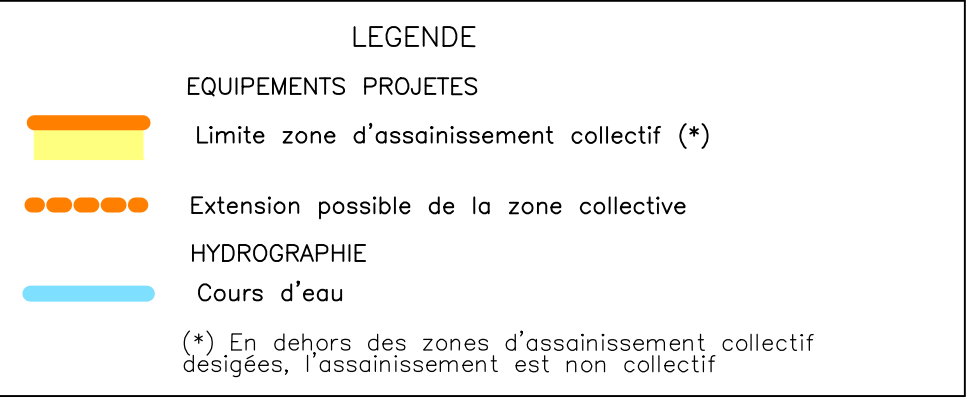 LEGENDE
EQUIPEMENTS PROJETES
Limite zone d'assainissement collectif (*)
Extension possible de la zone collective
HYDROGRAPHIE
Cours d'eau
(*) En dehors des zones d'assainissement collectif
desigées, l'assainissement est non collectif